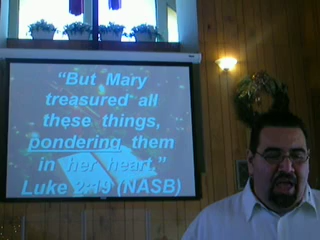 “But Mary
treasured all
these things,
pondering them
in her heart.”
Luke 2:19 (NASB)